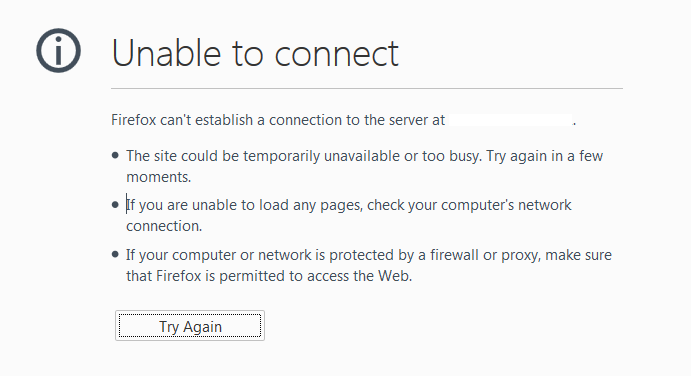 Unable to connect
Firefox can't establish a connection to the server at .
• The site could be temporarily unavailable or too busy. Try again in a few
moments.
• If you are unable to load any pages, check your computer's network
connection.
• If your computer or network is protected by a firewall or proxy, make sure
that Firefox is permitted to access the Web.
Try Again